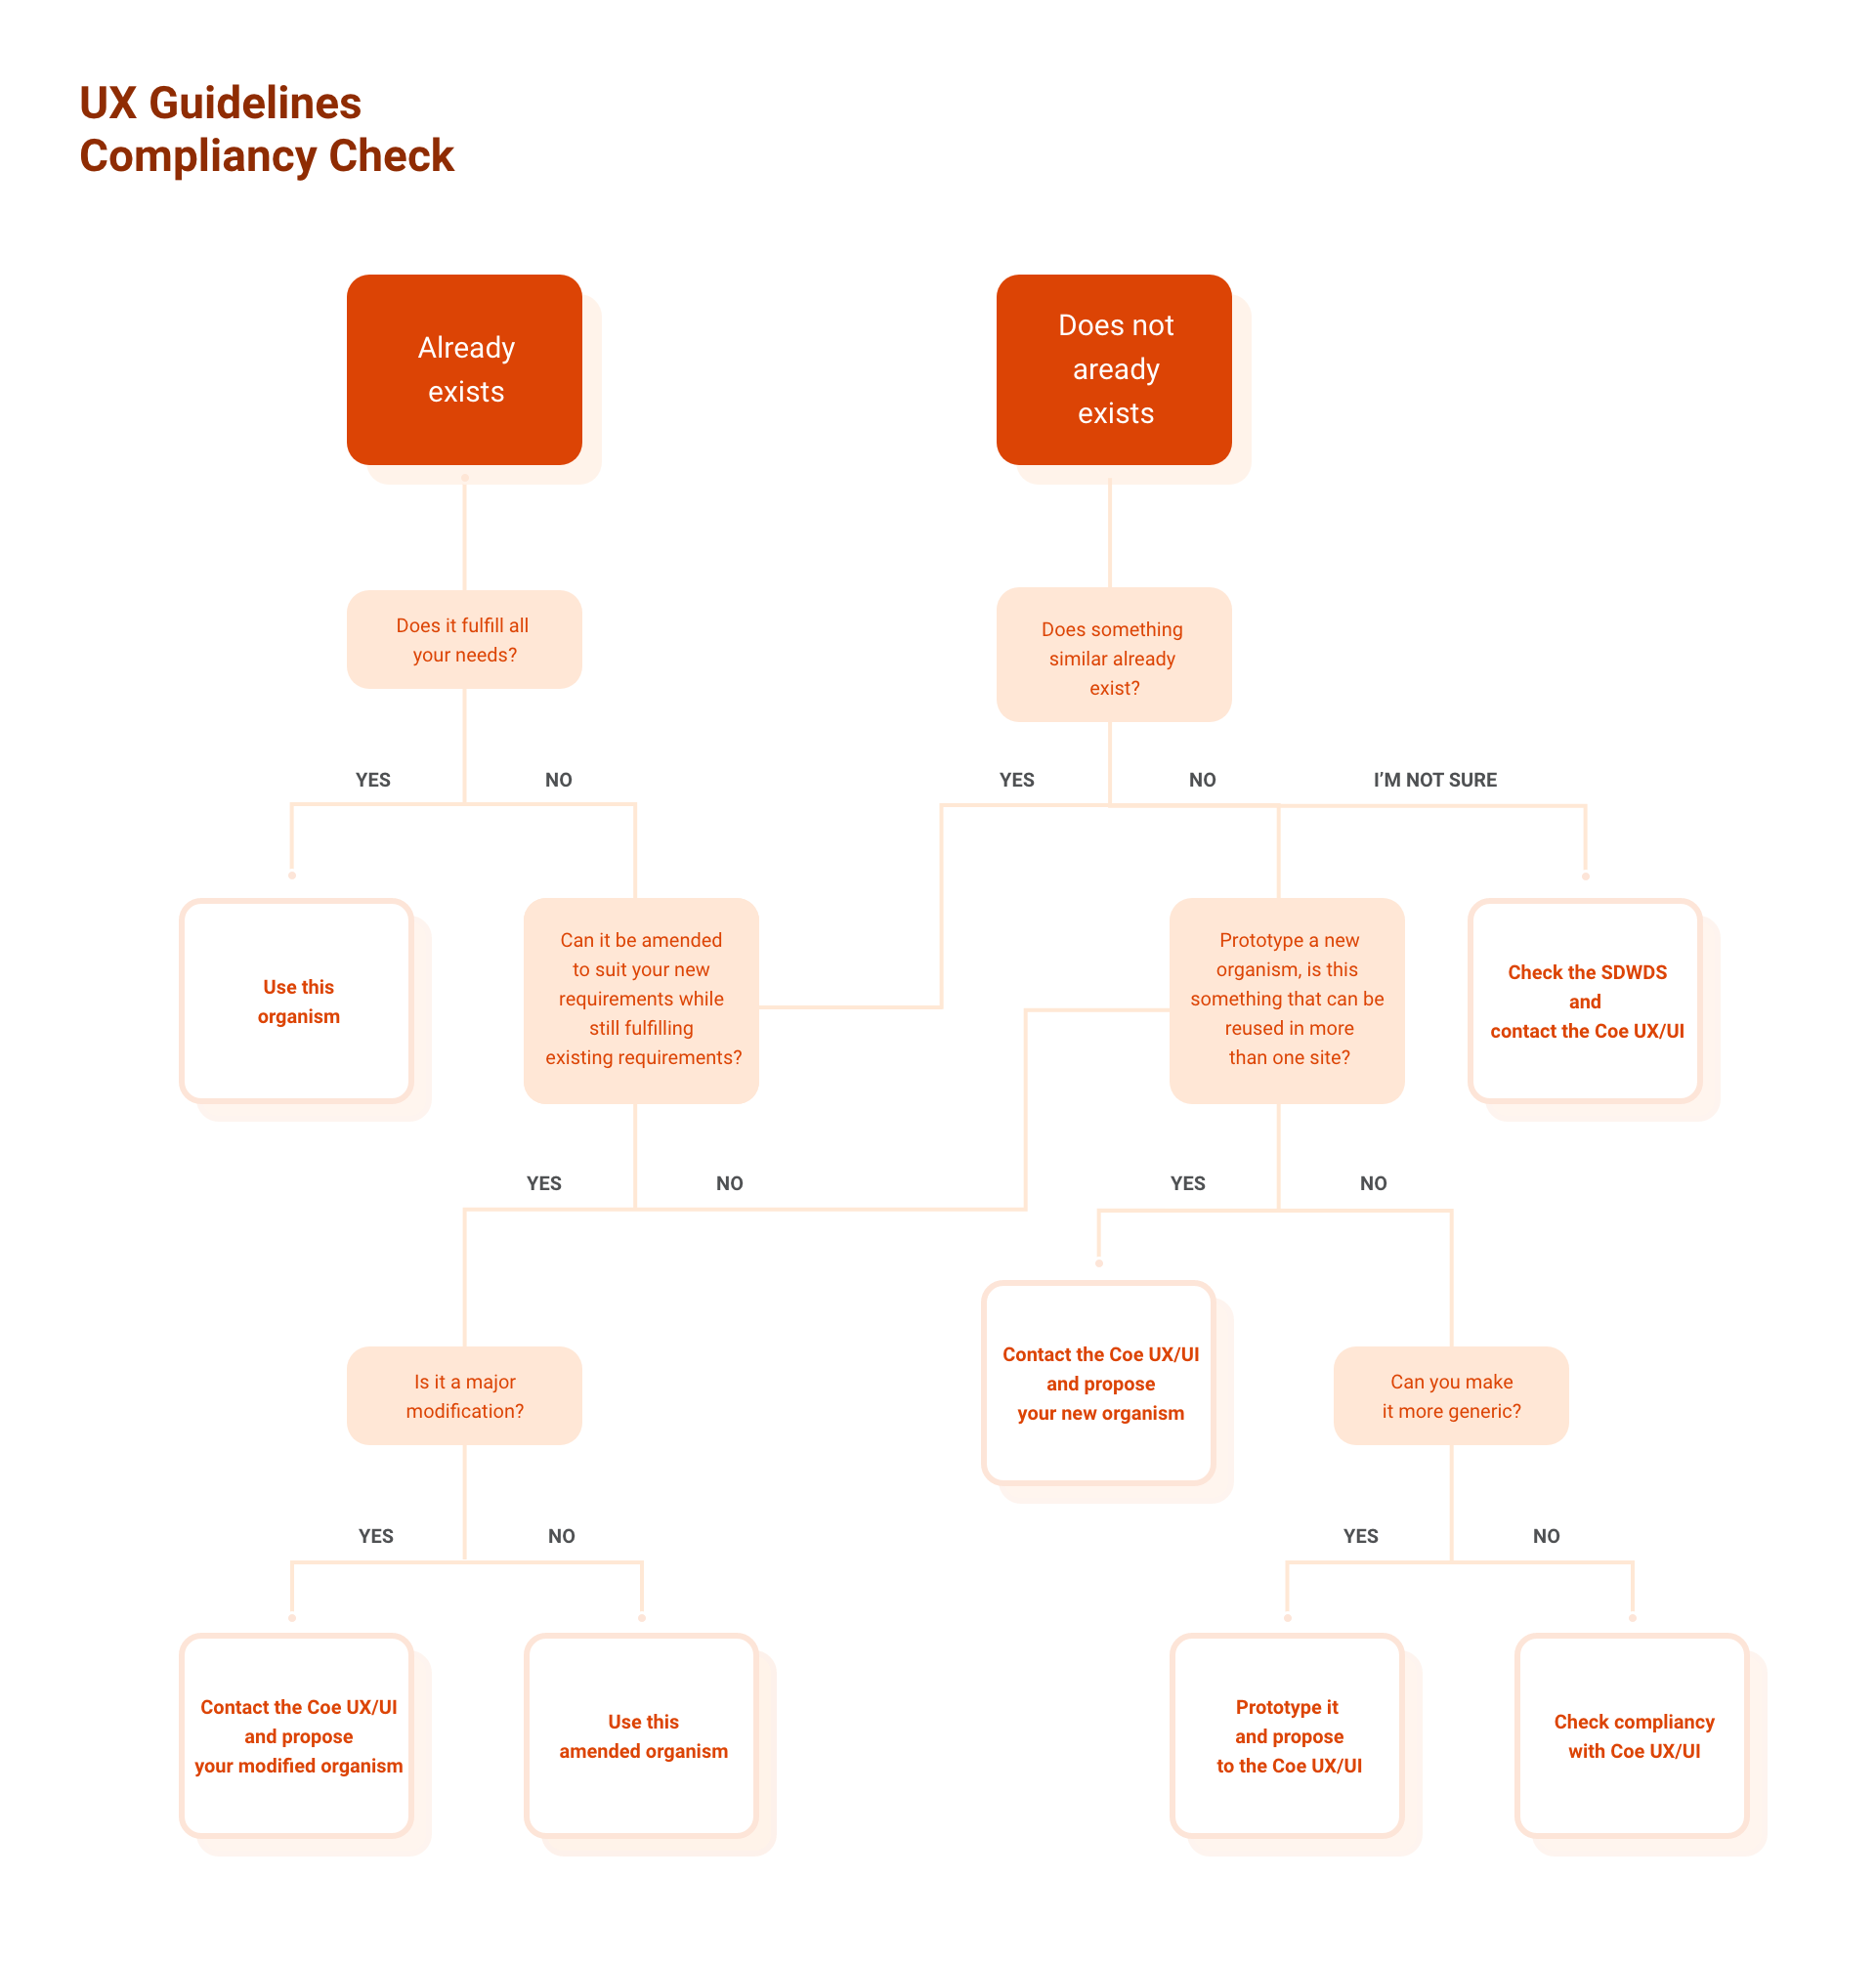 UX Guidelines
Compliancy Check
Already
exists
Does not
aready
exists
Does it fulfill all
your needs?
Does something
similar already
exist?
YES
NO
YES
NO
I’M NOT SURE
Use this
organism
Can it be amended
to suit your new
requirements while
still fulfilling
existing requirements?
Prototype a new
organism, is this
something that can be
reused in more
than one site?
Check the SDWDS
and
contact the Coe UX/UI
YES
NO
YES
NO
Contact the Coe UX/UI
and propose
your new organism
Is it a major
modification?
Can you make
it more generic?
YES
NO
YES
NO
Contact the Coe UX/UI
and propose
your modified organism
Use this
amended organism
Prototype it
and propose
to the Coe UX/UI
Check compliancy
with Coe UX/UI